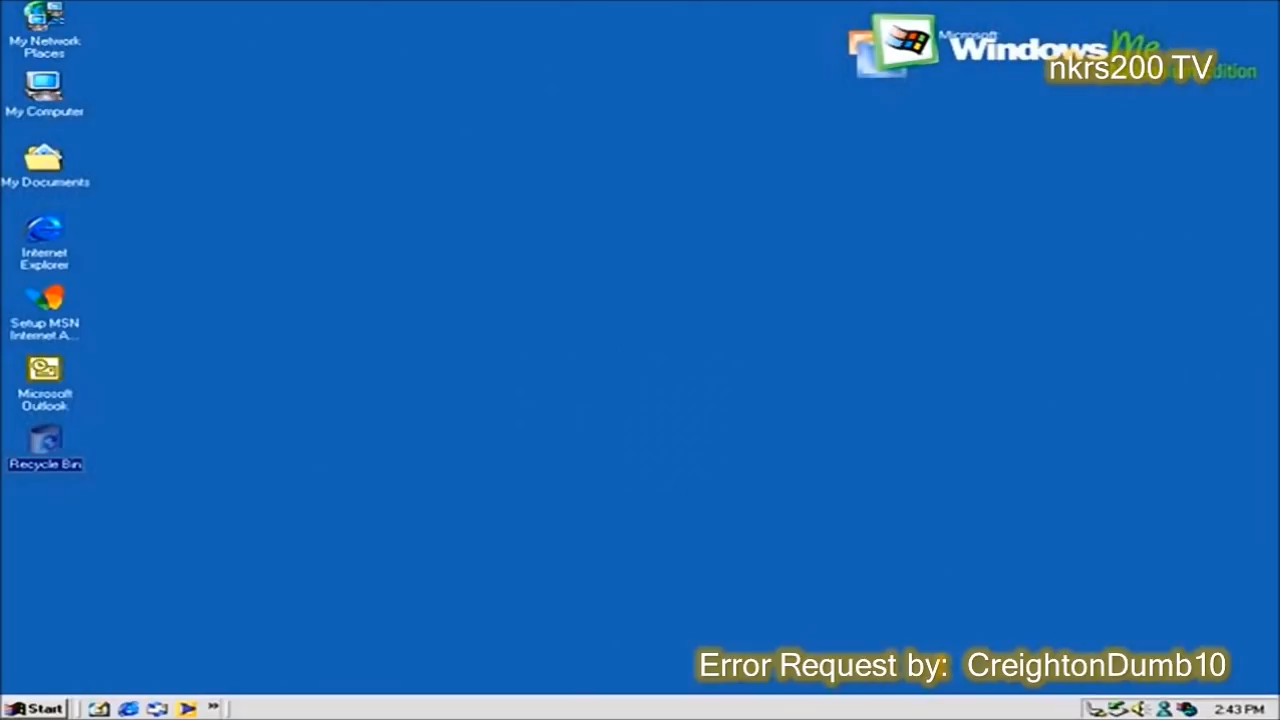 My Network
Places
My Computer
My Documents
Internet
Explorer
Setup MSN
Internet A...
Microsoft
Outlook
Recycle Bin
Microsoft
Windows Me
nkrs200 TV
Edition
Error Request by: CreightonDumb10
Start
»
2:43 PM